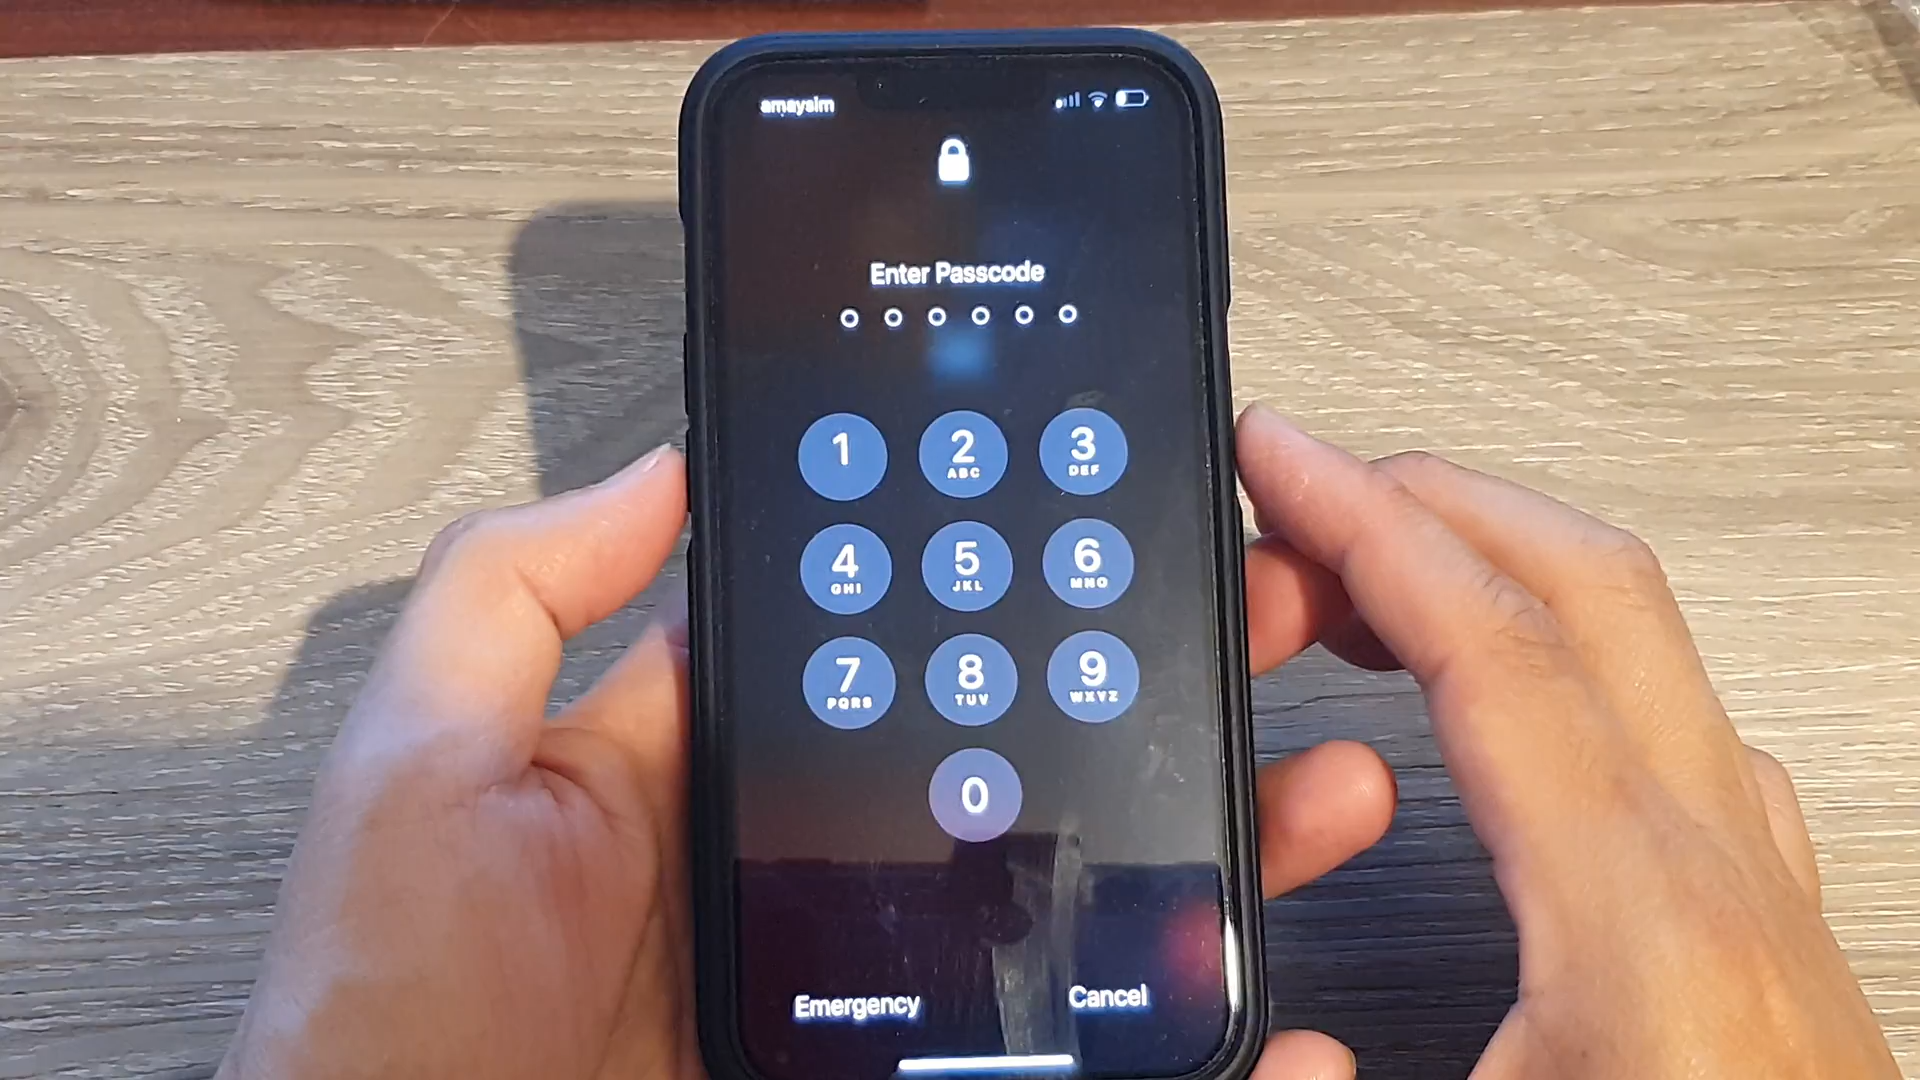 amaysim
Enter Passcode
1 2 3
ABC DEF
4 5 6
GHI JKL MNO
7 8 9
PQRS TUV WXYZ
0
Emergency Cancel